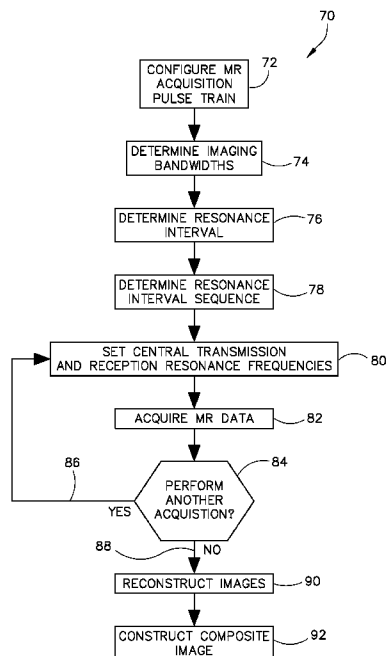 70
CONFIGURE MR
ACQUISITION
PULSE TRAIN
72
DETERMINE IMAGING
BANDWIDTHS
74
DETERMINE RESONANCE
INTERVAL
76
DETERMINE RESONANCE
INTERVAL SEQUENCE
78
SET CENTRAL TRANSMISSION
AND RECEPTION RESONANCE FREQUENCIES
80
ACQUIRE MR DATA
82
84
PERFORM
ANOTHER
ACQUISTION?
86
YES
88
NO
RECONSTRUCT IMAGES
90
CONSTRUCT COMPOSITE
IMAGE
92